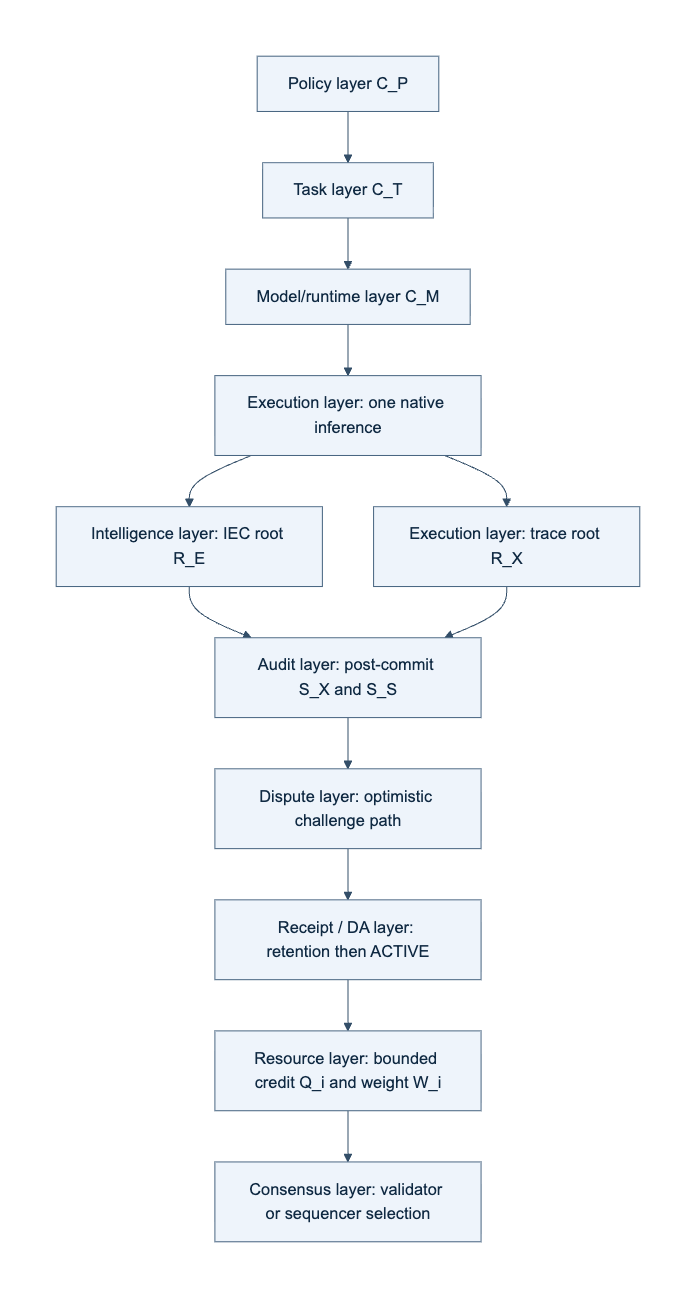 Policy layer C_P
Task layer C_T
Model/runtime layer C_M
Execution layer: one native
inference
Intelligence layer: IEC root
R_E
Execution layer: trace root
R_X
Audit layer: post-commit
S_X and S_S
Dispute layer: optimistic
challenge path
Receipt / DA layer:
retention then ACTIVE
Resource layer: bounded
credit Q_i and weight W_i
Consensus layer: validator
or sequencer selection